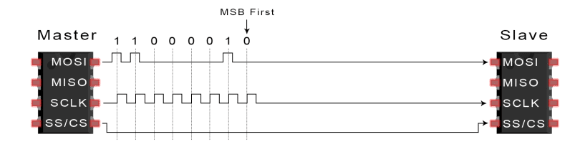 MSB First
Master
1 1 0 0 0 0 1 0
Slave
MOSI
MISO
SCLK
SS/CS
MOSI
MISO
SCLK
SS/CS